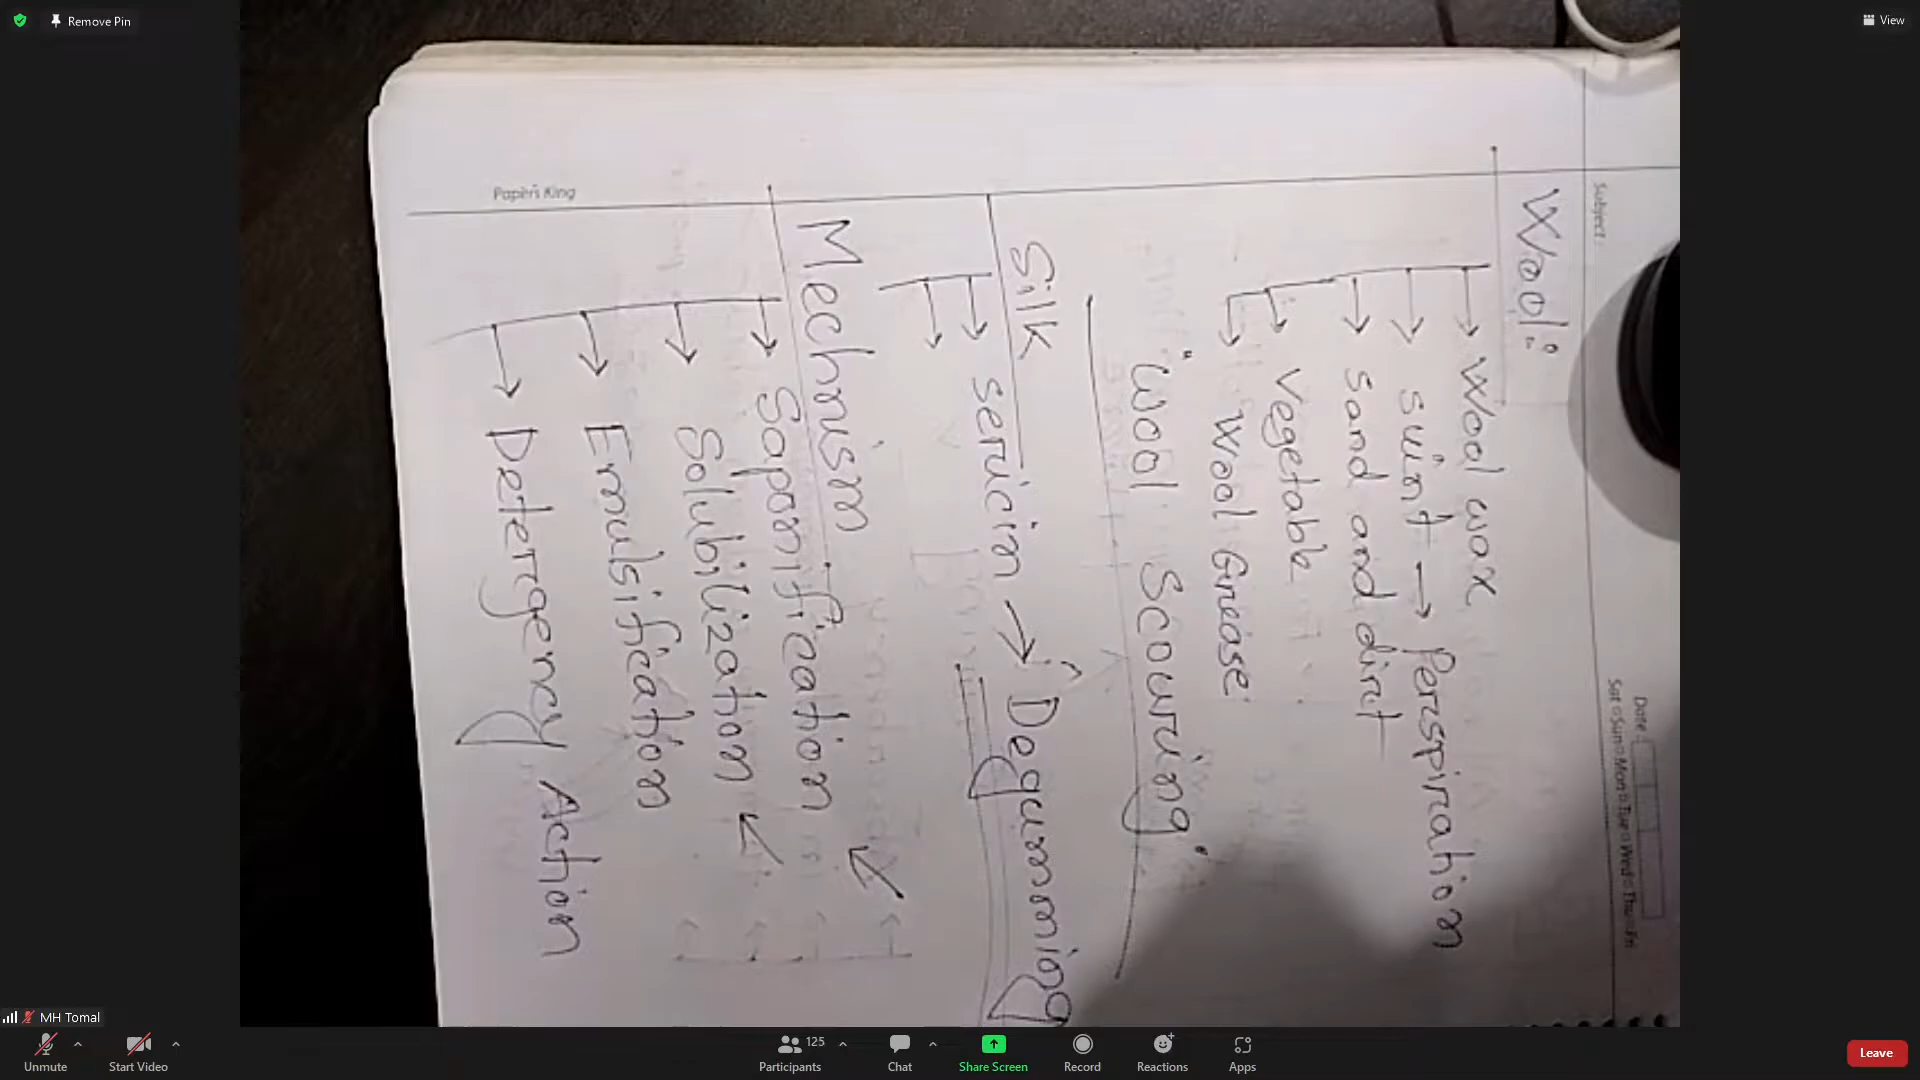 Remove Pin
View
Subject :
Date :
Sat Sun Mon Tue Wed Thu Fri
Wool:
→ Wool wax
→ suint → Perspiration
→ sand and dirt
→ Vegetable
→ Wool Grease
"Wool Scouring"
Silk
→ sericin → Degumming
Mechnism
→ Saponification
→ Solubilization
→ Emulsification
→ Detergency Action
Paper's King
MH Tomal
Unmute
Start Video
125
Participants
Chat
Share Screen
Record
Reactions
Apps
Leave